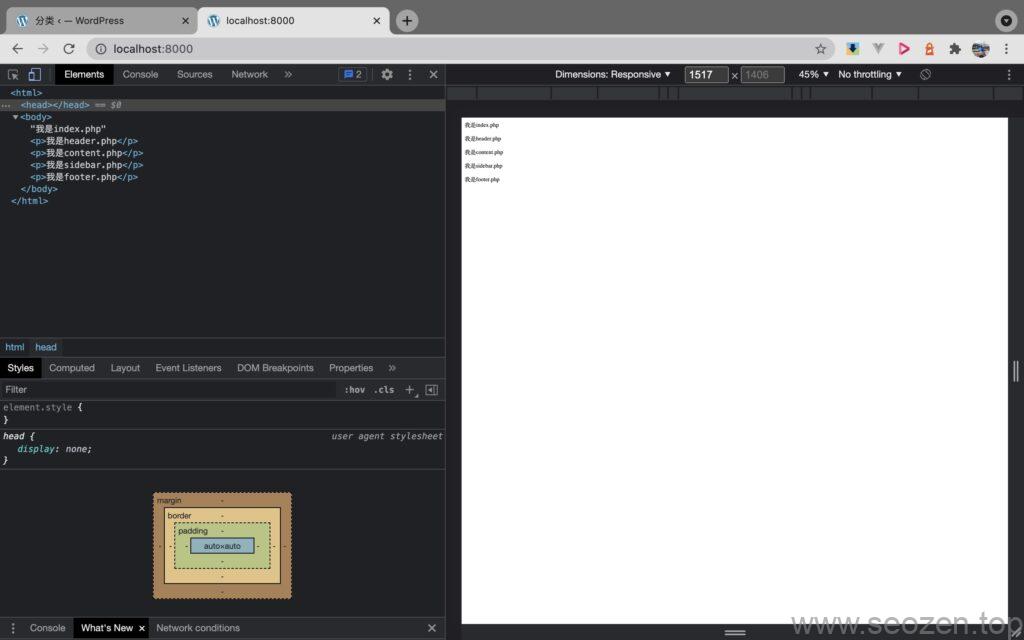 分类 ‹ — WordPress
localhost:8000
localhost:8000
Elements Console Sources Network » 2
Dimensions: Responsive ▼ 1517 × 1406 45% ▼ No throttling ▼
<html>
… <head></head> == $0
▼<body>
"我是index.php"
<p>我是header.php</p>
<p>我是content.php</p>
<p>我是sidebar.php</p>
<p>我是footer.php</p>
</body>
</html>
html head
Styles Computed Layout Event Listeners DOM Breakpoints Properties »
Filter :hov .cls +
element.style {
}
head { user agent stylesheet
display: none;
}
margin -
border -
padding -
- - - auto×auto - - -
-
-
-
Console What's New × Network conditions
我是index.php
我是header.php
我是content.php
我是sidebar.php
我是footer.php
www.seozen.top